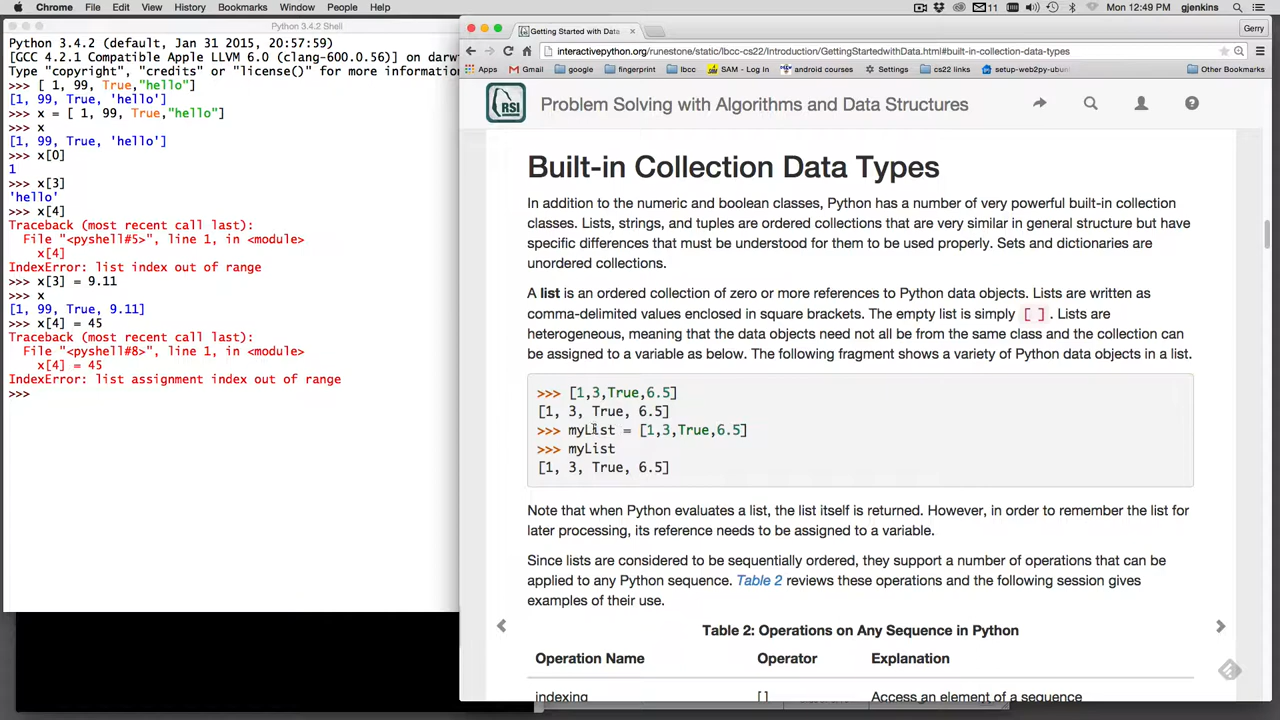 Chrome File Edit View History Bookmarks Window People Help
11
Mon 12:49 PM gjenkins
Python 3.4.2 Shell
Python 3.4.2 (default, Jan 31 2015, 20:57:59)
[GCC 4.2.1 Compatible Apple LLVM 6.0 (clang-600.0.56)] on darw
Type "copyright", "credits" or "license()" for more information
>>> [ 1, 99, True,"hello"]
[1, 99, True, 'hello']
>>> x = [ 1, 99, True,"hello"]
>>> x
[1, 99, True, 'hello']
>>> x[0]
1
>>> x[3]
'hello'
>>> x[4]
Traceback (most recent call last):
File "<pyshell#5>", line 1, in <module>
x[4]
IndexError: list index out of range
>>> x[3] = 9.11
>>> x
[1, 99, True, 9.11]
>>> x[4] = 45
Traceback (most recent call last):
File "<pyshell#8>", line 1, in <module>
x[4] = 45
IndexError: list assignment index out of range
>>>
Getting Started with Data
Gerry
interactivepython.org/runestone/static/lbcc-cs22/Introduction/GettingStartedwithData.html#built-in-collection-data-types
Apps Gmail google fingerprint lbcc SAM - Log In android courses Settings cs22 links setup-web2py-ubun Other Bookmarks
RSI
Problem Solving with Algorithms and Data Structures
Built-in Collection Data Types
In addition to the numeric and boolean classes, Python has a number of very powerful built-in collection
classes. Lists, strings, and tuples are ordered collections that are very similar in general structure but have
specific differences that must be understood for them to be used properly. Sets and dictionaries are
unordered collections.
A list is an ordered collection of zero or more references to Python data objects. Lists are written as
comma-delimited values enclosed in square brackets. The empty list is simply [ ]. Lists are
heterogeneous, meaning that the data objects need not all be from the same class and the collection can
be assigned to a variable as below. The following fragment shows a variety of Python data objects in a list.
>>> [1,3,True,6.5]
[1, 3, True, 6.5]
>>> myList = [1,3,True,6.5]
>>> myList
[1, 3, True, 6.5]
Note that when Python evaluates a list, the list itself is returned. However, in order to remember the list for
later processing, its reference needs to be assigned to a variable.
Since lists are considered to be sequentially ordered, they support a number of operations that can be
applied to any Python sequence. Table 2 reviews these operations and the following session gives
examples of their use.
Table 2: Operations on Any Sequence in Python
Operation Name Operator Explanation
indexing [] Access an element of a sequence